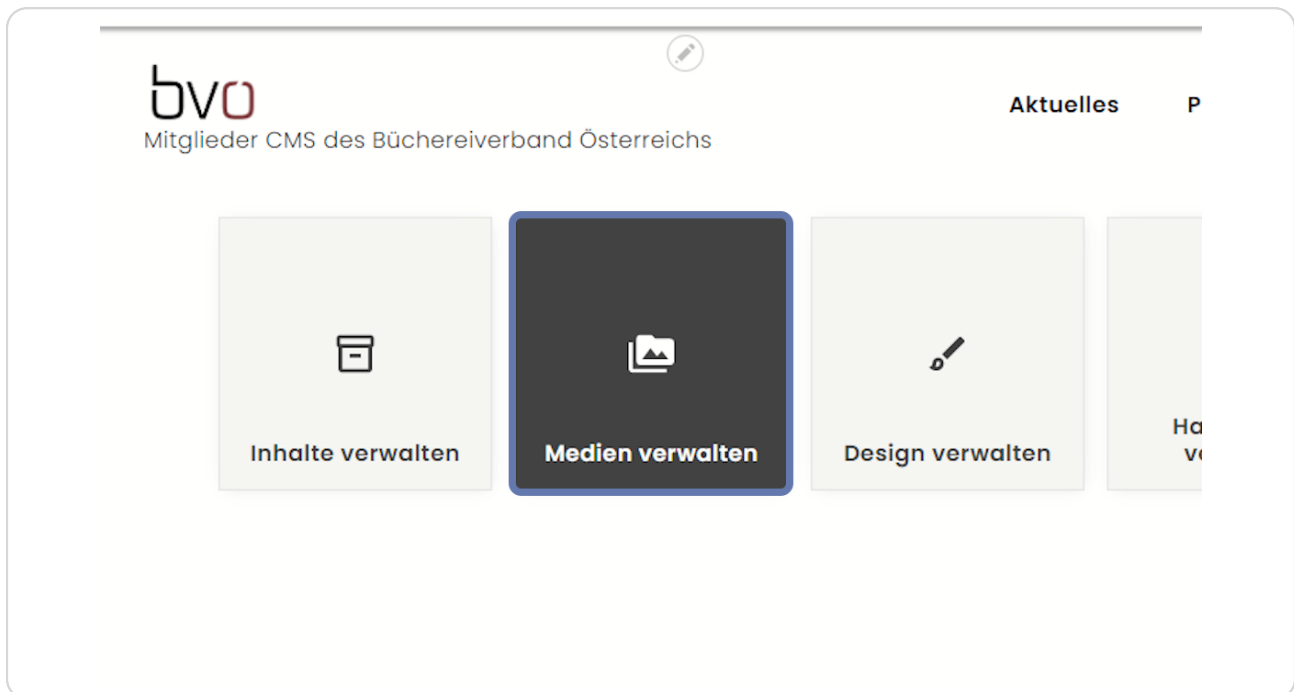 bvo
Aktuelles
Mitglieder CMS des Büchereiverband Österreichs
Inhalte verwalten
Medien verwalten
Design verwalten